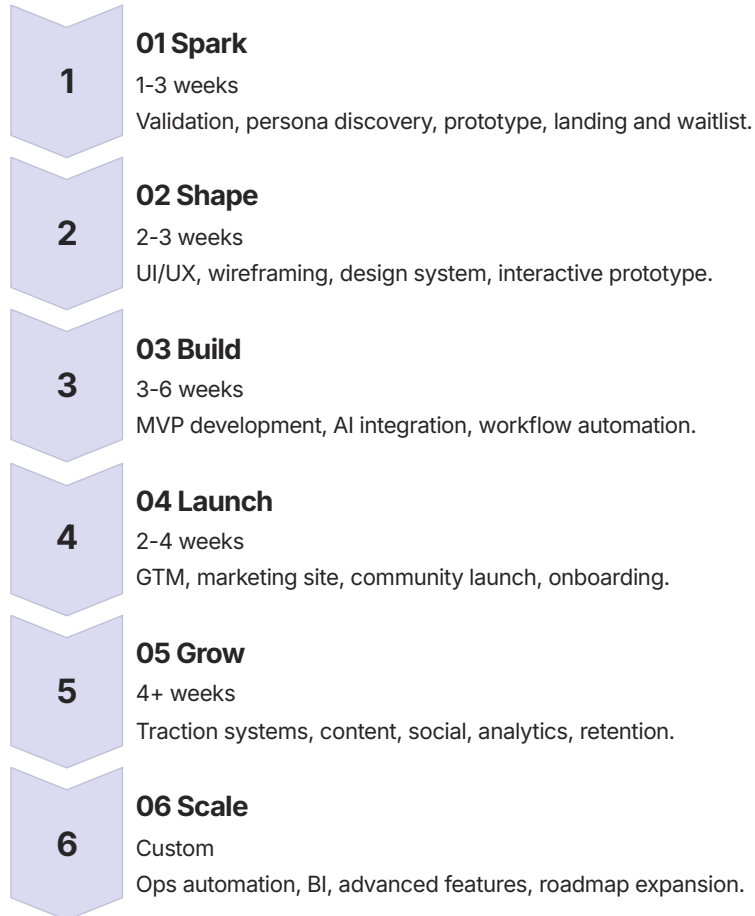 1
01 Spark
1-3 weeks
Validation, persona discovery, prototype, landing and waitlist.
2
02 Shape
2-3 weeks
UI/UX, wireframing, design system, interactive prototype.
3
03 Build
3-6 weeks
MVP development, AI integration, workflow automation.
4
04 Launch
2-4 weeks
GTM, marketing site, community launch, onboarding.
5
05 Grow
4+ weeks
Traction systems, content, social, analytics, retention.
6
06 Scale
Custom
Ops automation, BI, advanced features, roadmap expansion.